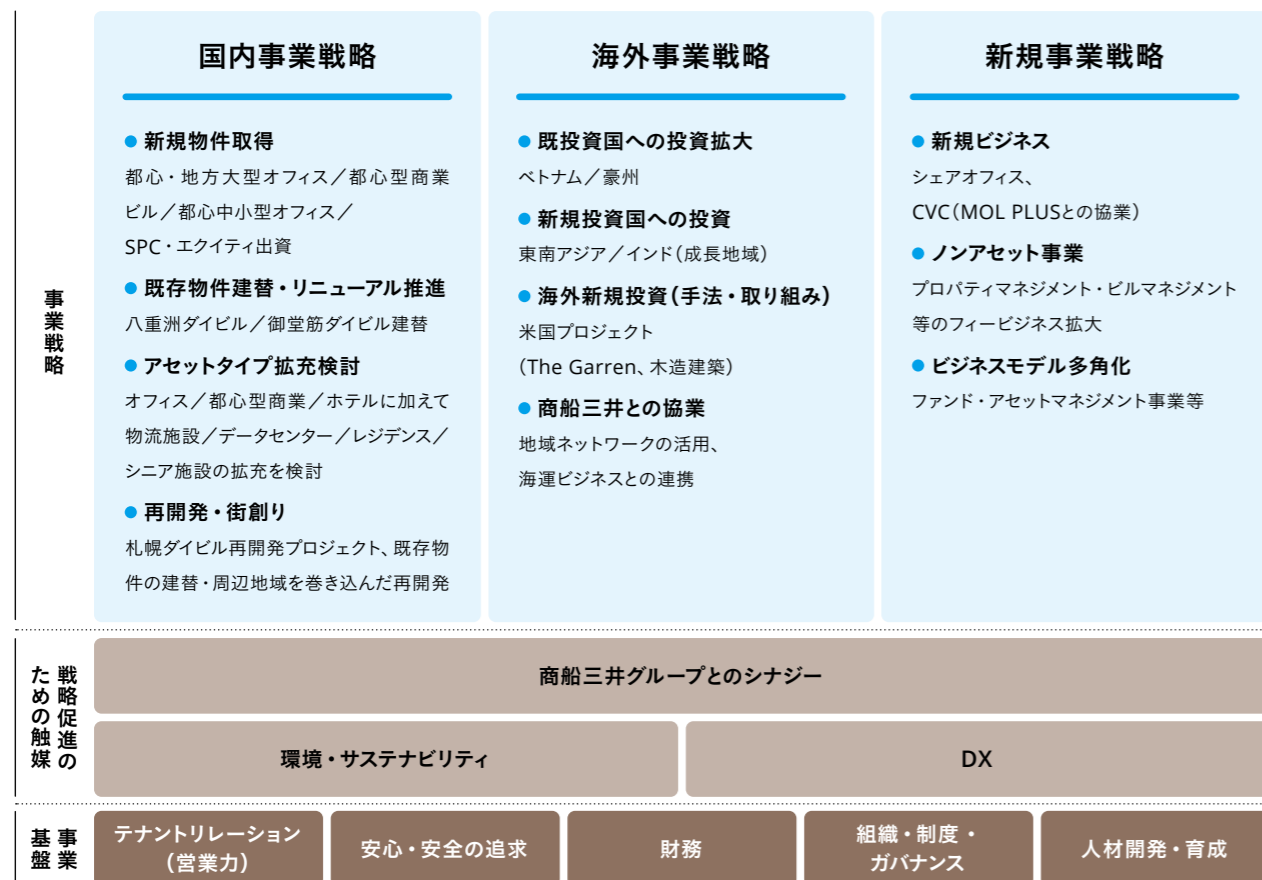 事業戦略
国内事業戦略
● 新規物件取得
都心・地方大型オフィス／都心型商業
ビル／都心中小型オフィス／
SPC・エクイティ出資
● 既存物件建替・リニューアル推進
八重洲ダイビル／御堂筋ダイビル建替
● アセットタイプ拡充検討
オフィス／都心型商業／ホテルに加えて
物流施設／データセンター／レジデンス／
シニア施設の拡充を検討
● 再開発・街創り
札幌ダイビル再開発プロジェクト、既存物
件の建替・周辺地域を巻き込んだ再開発
海外事業戦略
● 既投資国への投資拡大
ベトナム／豪州
● 新規投資国への投資
東南アジア／インド（成長地域）
● 海外新規投資（手法・取り組み）
米国プロジェクト
（The Garren、木造建築）
● 商船三井との協業
地域ネットワークの活用、
海運ビジネスとの連携
新規事業戦略
● 新規ビジネス
シェアオフィス、
CVC（MOL PLUSとの協業）
● ノンアセット事業
プロパティマネジメント・ビルマネジメント
等のフィービジネス拡大
● ビジネスモデル多角化
ファンド・アセットマネジメント事業等
戦略促進の
ための触媒
商船三井グループとのシナジー
環境・サステナビリティ
DX
事業
基盤
テナントリレーション
（営業力）
安心・安全の追求
財務
組織・制度・
ガバナンス
人材開発・育成